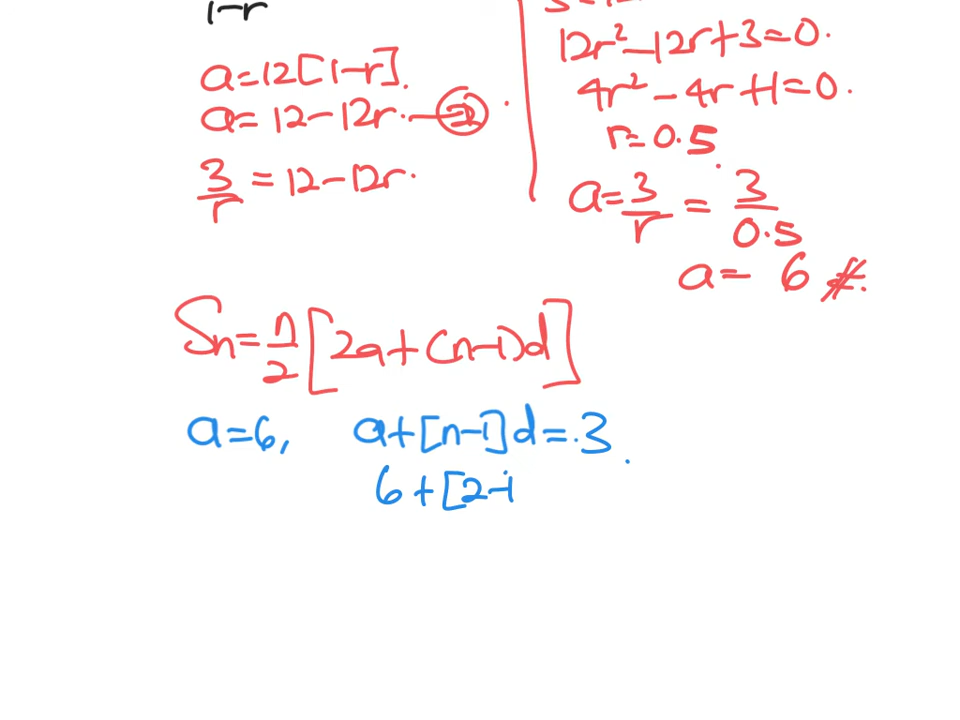 1-r
a=12[1-r].
a=12-12r. ②
3/r = 12-12r.
12r²-12r+3=0.
4r²-4r+1=0.
r=0.5
a=3/r = 3/0.5
a= 6 #.
Sn=n/2[2a+(n-1)d]
a=6, a+[n-1]d=3.
6+[2-1